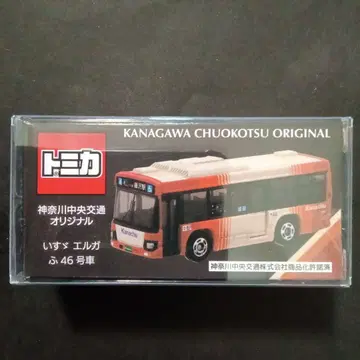 トミカ
KANAGAWA CHUOKOTSU ORIGINAL
神奈川中央交通
オリジナル
いすゞ エルガ
ふ46号車
神奈川中央交通株式会社商品化許諾済